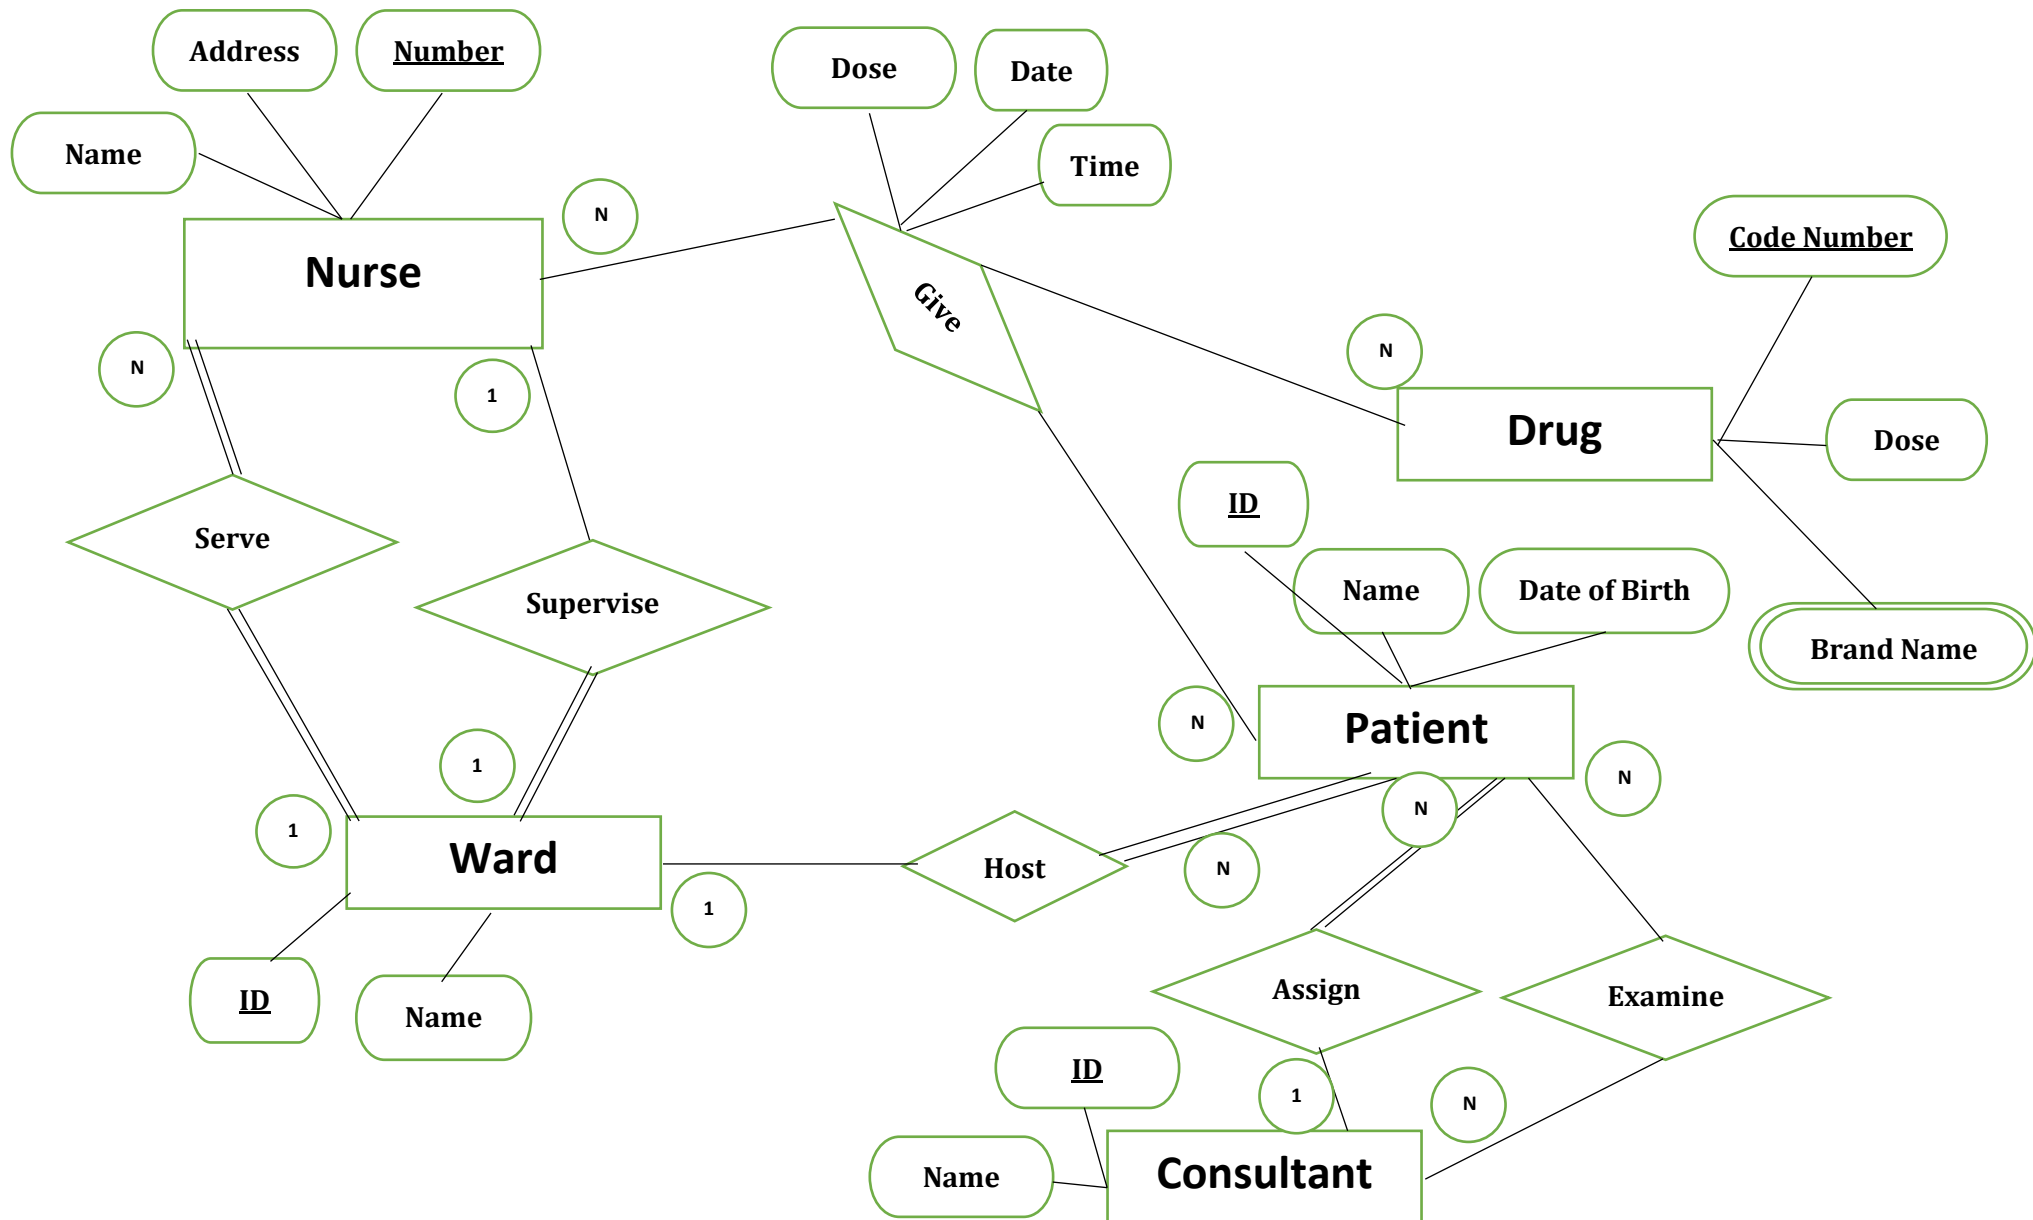 Address
Number
Name
Dose
Date
Time
N
Nurse
Code Number
Give
N
1
N
Drug
Dose
Serve
Supervise
ID
Name
Date of Birth
Brand Name
N
Patient
N
1
N
1
Ward
Host
N
1
ID
Name
Assign
Examine
ID
1
N
Name
Consultant